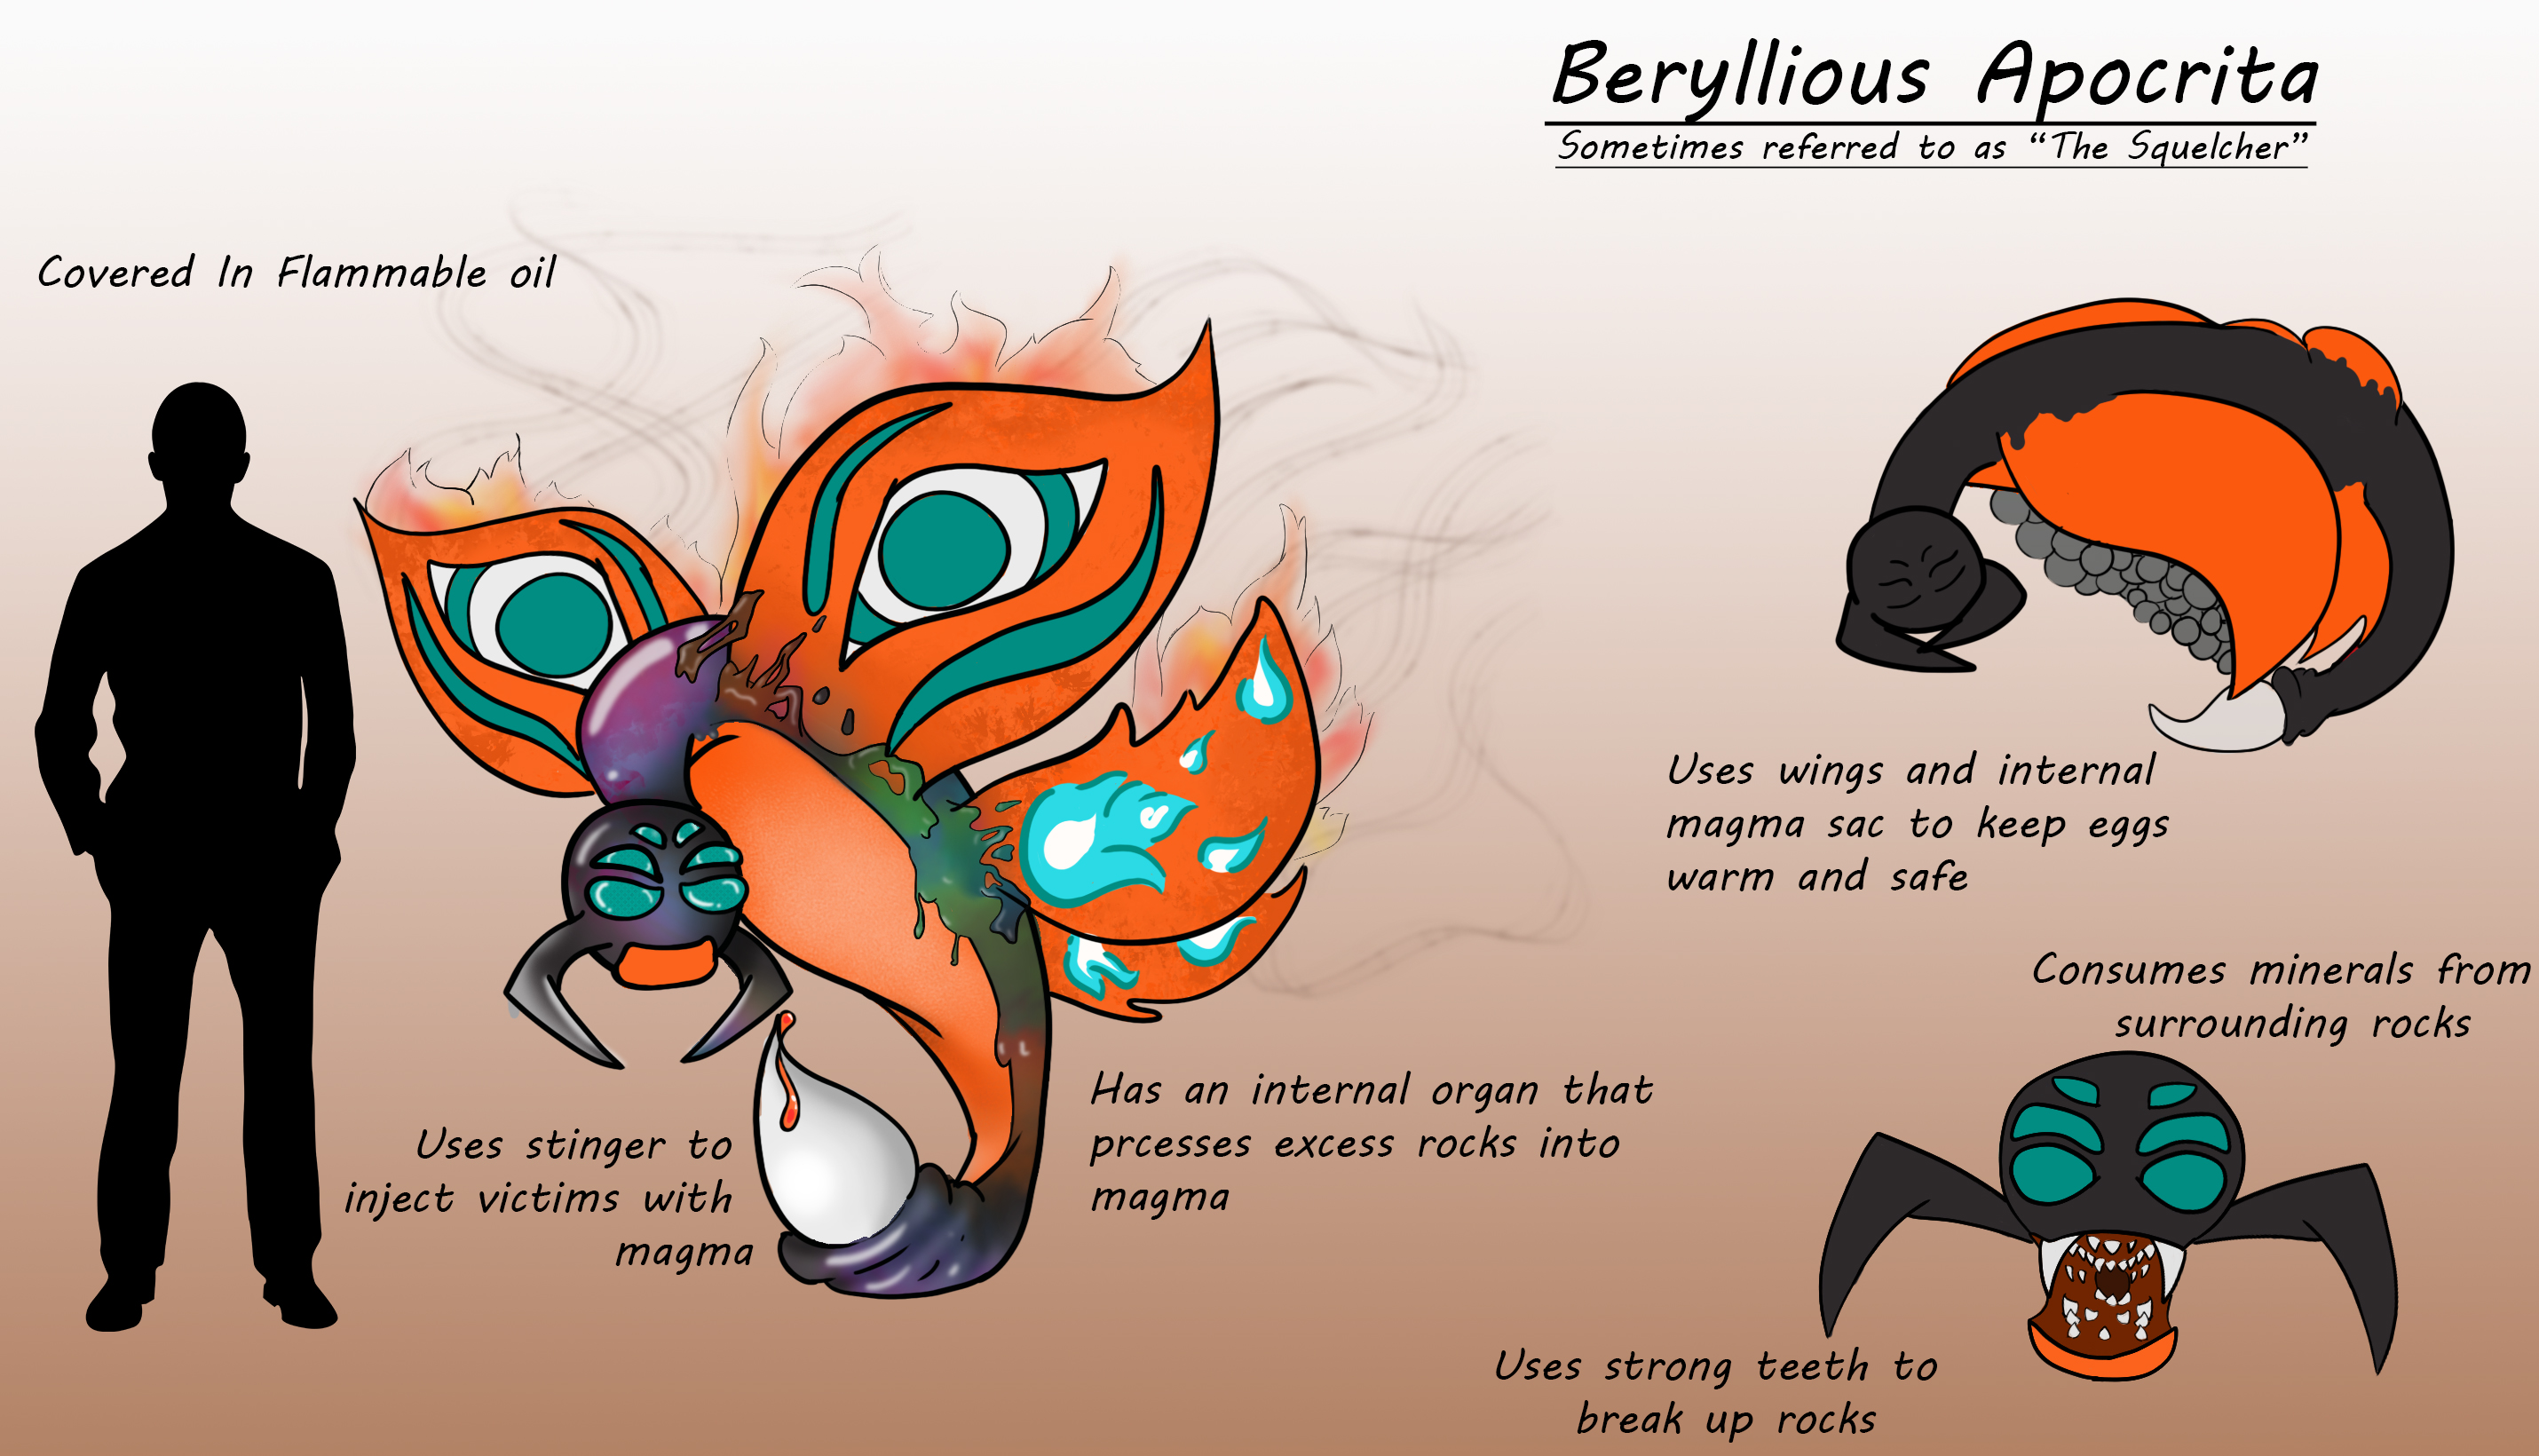 Beryllious Apocrita
Sometimes referred to as “The Squelcher”
Covered In Flammable oil
Uses wings and internal
magma sac to keep eggs
warm and safe
Consumes minerals from
surrounding rocks
Has an internal organ that
prcesses excess rocks into
magma
Uses stinger to
inject victims with
magma
Uses strong teeth to
break up rocks